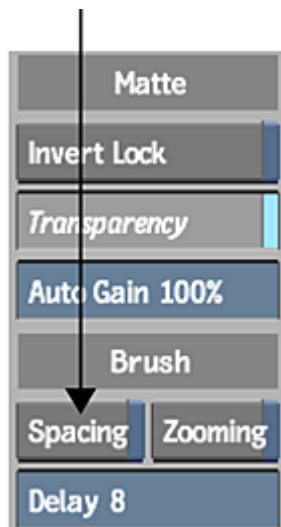 Matte
Invert Lock
Transparency
Auto Gain 100%
Brush
Spacing Zooming
Delay 8